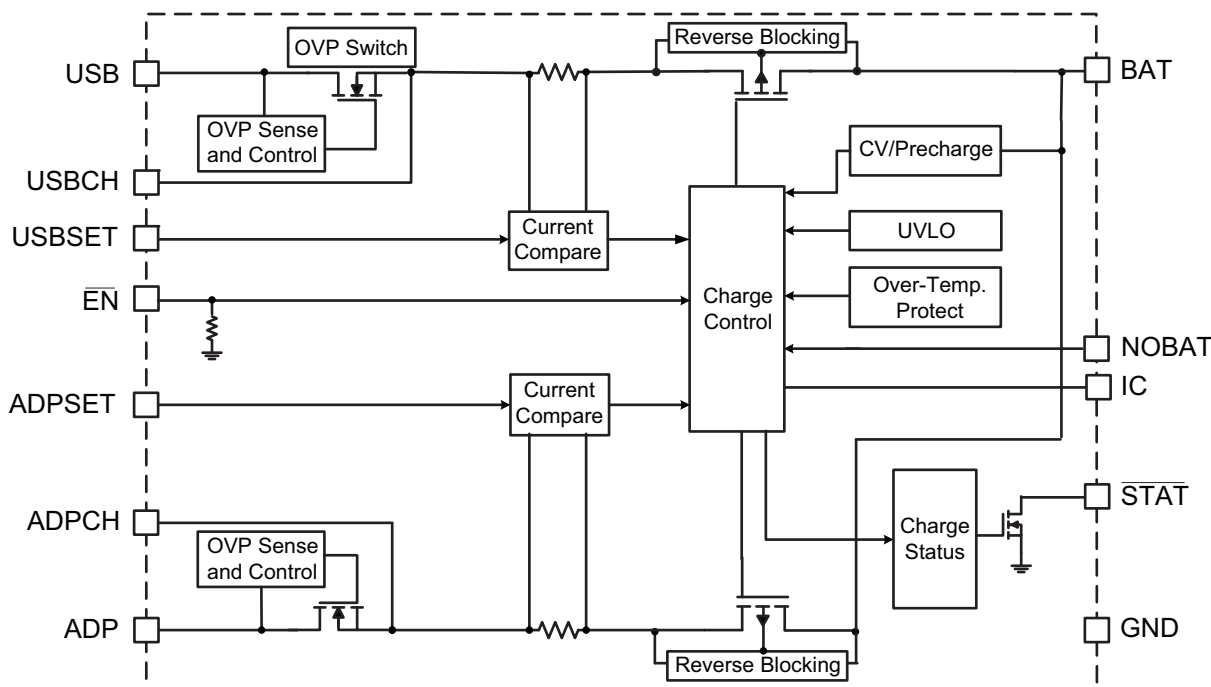 OVP Switch
Reverse Blocking
USB
BAT
OVP Sense
and Control
CV/Precharge
USBCH
USBSET
Current
Compare
UVLO
EN
Charge
Control
Over-Temp.
Protect
NOBAT
IC
ADPSET
Current
Compare
STAT
ADPCH
Charge
Status
OVP Sense
and Control
ADP
GND
Reverse Blocking